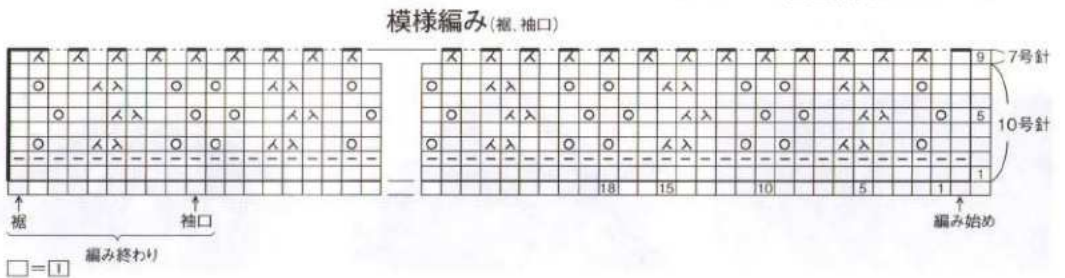 模様編み(裾、袖口)
9 7号針
5 10号針
1
18 15 10 5 1
裾 袖口 編み始め
編み終わり
□=｜